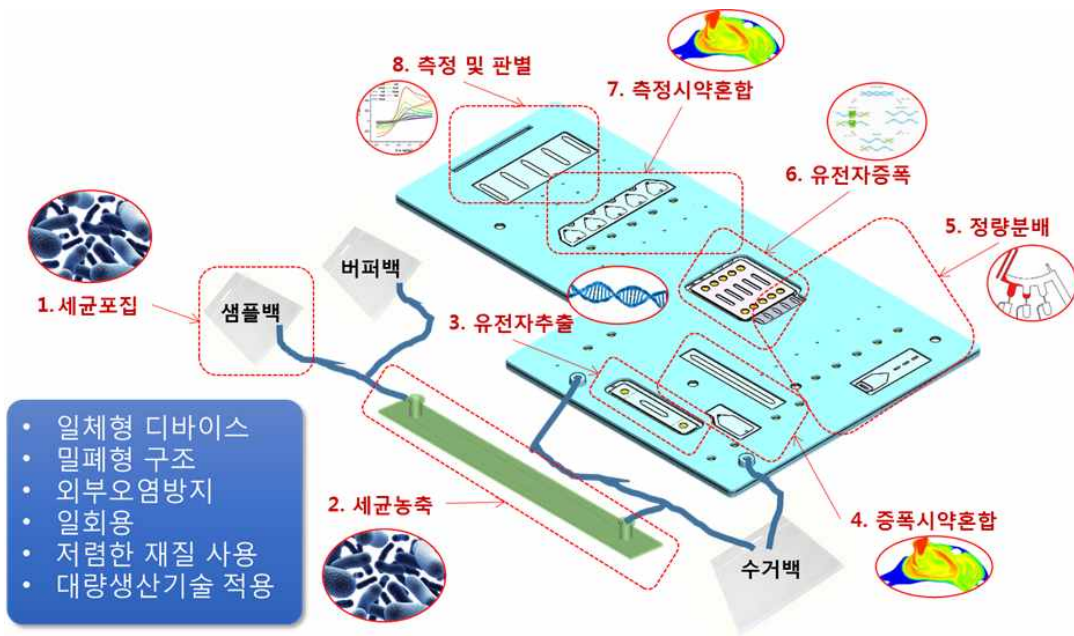 8. 측정 및 판별
7. 측정시약혼합
6. 유전자증폭
5. 정량분배
버퍼백
1. 세균포집
샘플백
3. 유전자추출
• 일체형 디바이스
• 밀폐형 구조
• 외부오염방지
• 일회용
• 저렴한 재질 사용
• 대량생산기술 적용
2. 세균농축
4. 증폭시약혼합
수거백